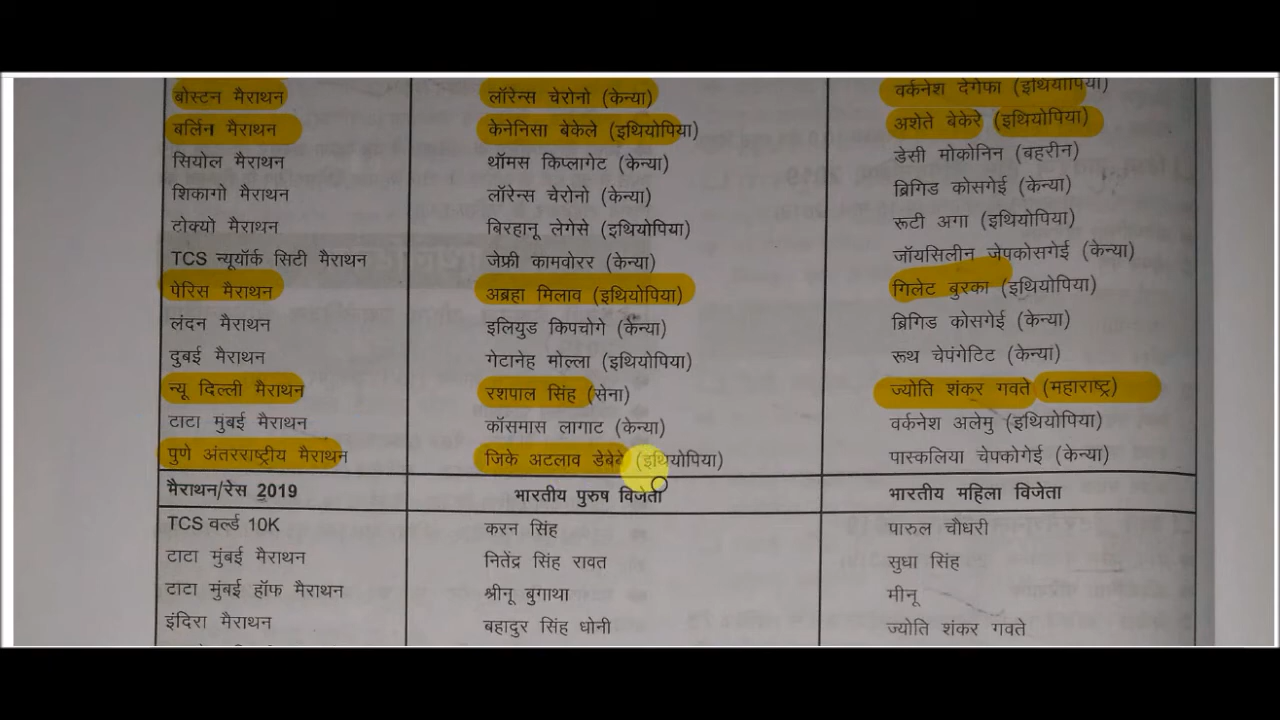 बोस्टन मैराथन लॉरेन्स चेरोनो (केन्या) वर्कनेश देगेफा (इथियोपिया)
बर्लिन मैराथन केनेनिसा बेकेले (इथियोपिया) अशेते बेकेरे (इथियोपिया)
सियोल मैराथन थॉमस किप्लागेट (केन्या) डेसी मोकोनिन (बहरीन)
शिकागो मैराथन लॉरेन्स चेरोनो (केन्या) ब्रिगिड कोसगेई (केन्या)
टोक्यो मैराथन बिरहानू लेगेसे (इथियोपिया) रूटी अगा (इथियोपिया)
TCS न्यूयॉर्क सिटी मैराथन जेफ्री कामवोरर (केन्या) जॉयसिलीन जेपकोसगेई (केन्या)
पेरिस मैराथन अब्रहा मिलाव (इथियोपिया) गिलेट बुरका (इथियोपिया)
लंदन मैराथन इलियुड किपचोगे (केन्या) ब्रिगिड कोसगेई (केन्या)
दुबई मैराथन गेटानेह मोल्ला (इथियोपिया) रूथ चेपंगेटिट (केन्या)
न्यू दिल्ली मैराथन रशपाल सिंह (सेना) ज्योति शंकर गवते (महाराष्ट्र)
टाटा मुंबई मैराथन कॉसमास लागाट (केन्या) वर्कनेश अलेमु (इथियोपिया)
पुणे अंतरराष्ट्रीय मैराथन जिके अटलाव डेबेबे (इथियोपिया) पास्कलिया चेपकोगेई (केन्या)
मैराथन/रेस 2019 भारतीय पुरुष विजेता भारतीय महिला विजेता
TCS वर्ल्ड 10K करन सिंह पारुल चौधरी
टाटा मुंबई मैराथन नितेंद्र सिंह रावत सुधा सिंह
टाटा मुंबई हॉफ मैराथन श्रीनू बुगाथा मीनू
इंदिरा मैराथन बहादुर सिंह धोनी ज्योति शंकर गवते